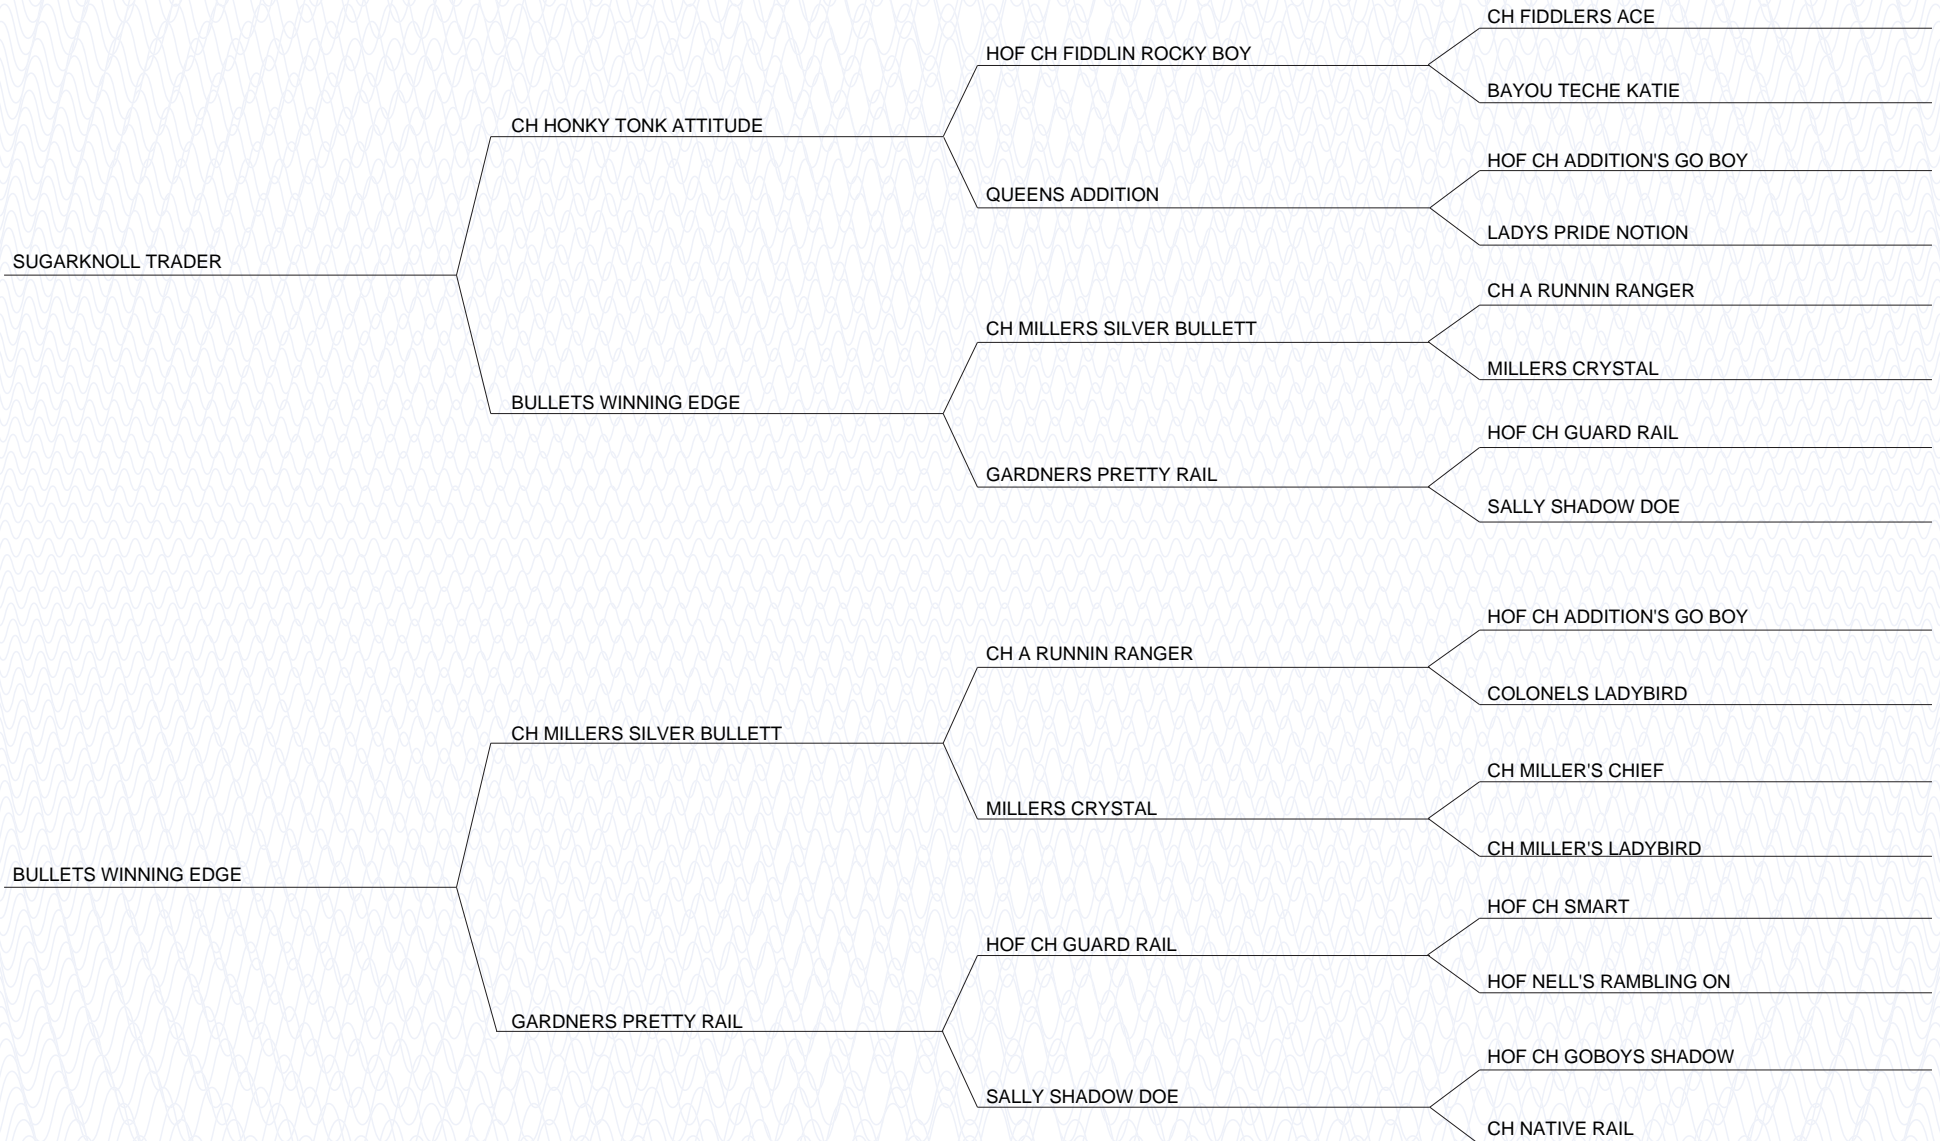 CH FIDDLERS ACE
HOF CH FIDDLIN ROCKY BOY
BAYOU TECHE KATIE
CH HONKY TONK ATTITUDE
HOF CH ADDITION'S GO BOY
QUEENS ADDITION
LADYS PRIDE NOTION
SUGARKNOLL TRADER
CH A RUNNIN RANGER
CH MILLERS SILVER BULLETT
MILLERS CRYSTAL
BULLETS WINNING EDGE
HOF CH GUARD RAIL
GARDNERS PRETTY RAIL
SALLY SHADOW DOE
HOF CH ADDITION'S GO BOY
CH A RUNNIN RANGER
COLONELS LADYBIRD
CH MILLERS SILVER BULLETT
CH MILLER'S CHIEF
MILLERS CRYSTAL
CH MILLER'S LADYBIRD
BULLETS WINNING EDGE
HOF CH SMART
HOF CH GUARD RAIL
HOF NELL'S RAMBLING ON
GARDNERS PRETTY RAIL
HOF CH GOBOYS SHADOW
SALLY SHADOW DOE
CH NATIVE RAIL